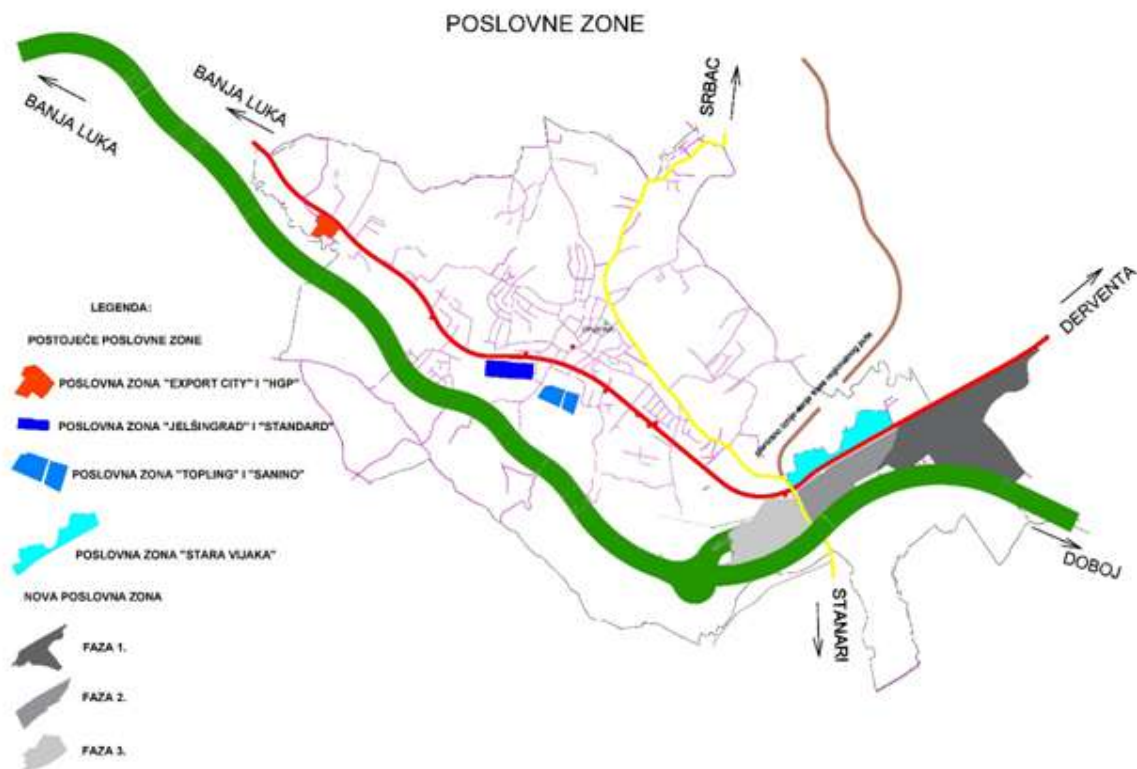 POSLOVNE ZONE
BANJA LUKA
BANJA LUKA
SRBAC
DERVENTA
DOBOJ
STANARI
LEGENDA:
POSTOJEĆE POSLOVNE ZONE
POSLOVNA ZONA "EXPORT CITY" I "HGP"
POSLOVNA ZONA "JELŠINGRAD" I "STANDARD"
POSLOVNA ZONA "TOPLING" I "SANINO"
POSLOVNA ZONA "STARA VIJAKA"
NOVA POSLOVNA ZONA
FAZA 1.
FAZA 2.
FAZA 3.